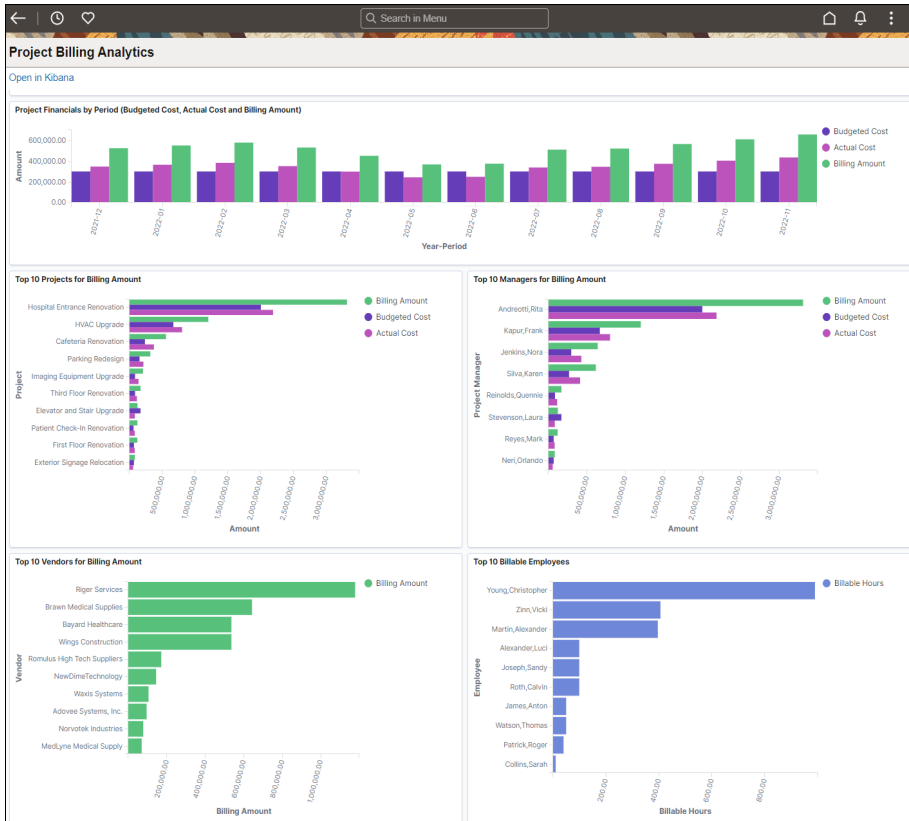 Search in Menu
Project Billing Analytics
Open in Kibana
Project Financials by Period (Budgeted Cost, Actual Cost and Billing Amount)
Amount
600,000.00
400,000.00
200,000.00
0.00
2021-12
2022-01
2022-02
2022-03
2022-04
2022-05
2022-06
2022-07
2022-08
2022-09
2022-10
2022-11
Year-Period
Budgeted Cost
Actual Cost
Billing Amount
Top 10 Projects for Billing Amount
Project
Hospital Entrance Renovation
HVAC Upgrade
Cafeteria Renovation
Parking Redesign
Imaging Equipment Upgrade
Third Floor Renovation
Elevator and Stair Upgrade
Patient Check-In Renovation
First Floor Renovation
Exterior Signage Relocation
500,000.00
1,000,000.00
1,500,000.00
2,000,000.00
2,500,000.00
3,000,000.00
Amount
Billing Amount
Budgeted Cost
Actual Cost
Top 10 Managers for Billing Amount
Project Manager
Andreotti,Rita
Kapur,Frank
Jenkins,Nora
Silva,Karen
Reinolds,Quennie
Stevenson,Laura
Reyes,Mark
Neri,Orlando
500,000.00
1,000,000.00
1,500,000.00
2,000,000.00
2,500,000.00
3,000,000.00
Amount
Billing Amount
Budgeted Cost
Actual Cost
Top 10 Vendors for Billing Amount
Vendor
Riger Services
Brawn Medical Supplies
Bayard Healthcare
Wings Construction
Romulus High Tech Suppliers
NewDimeTechnology
Waxis Systems
Adovee Systems, Inc.
Norvotek Industries
MedLyne Medical Supply
200,000.00
400,000.00
600,000.00
800,000.00
1,000,000.00
Billing Amount
Billing Amount
Top 10 Billable Employees
Employee
Young,Christopher
Zinn,Vicki
Martin,Alexander
Alexander,Luci
Joseph,Sandy
Roth,Calvin
James,Anton
Watson,Thomas
Patrick,Roger
Collins,Sarah
200.00
400.00
600.00
800.00
Billable Hours
Billable Hours